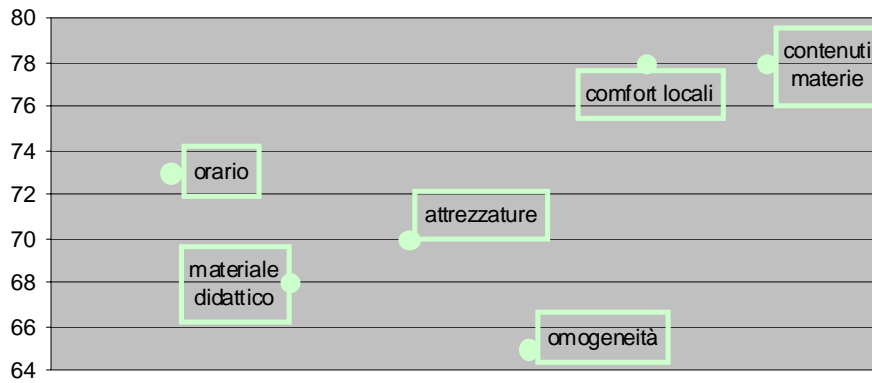 80
78
76
74
72
70
68
66
64
contenuti
materie
comfort locali
orario
attrezzature
materiale
didattico
omogeneità